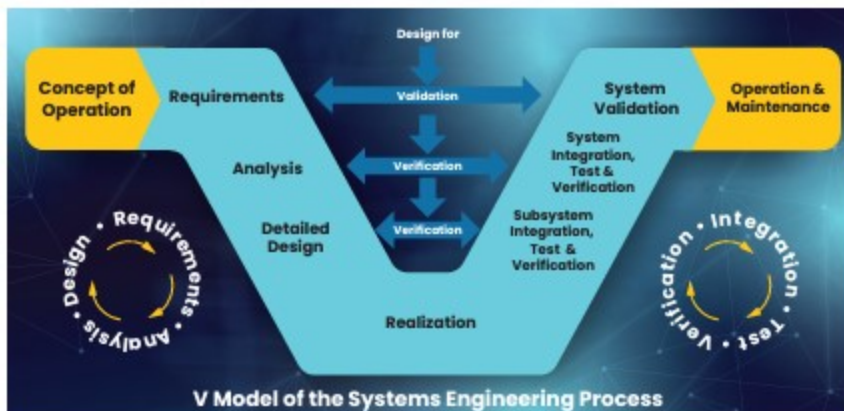 Design for
Concept of
Operation
Requirements
Validation
System
Validation
Operation &
Maintenance
Analysis
Verification
System
Integration,
Test &
Verification
Detailed
Design
Verification
Subsystem
Integration,
Test &
Verification
Realization
Requirements • Analysis • Design •
Integration • Test • Verification •
V Model of the Systems Engineering Process